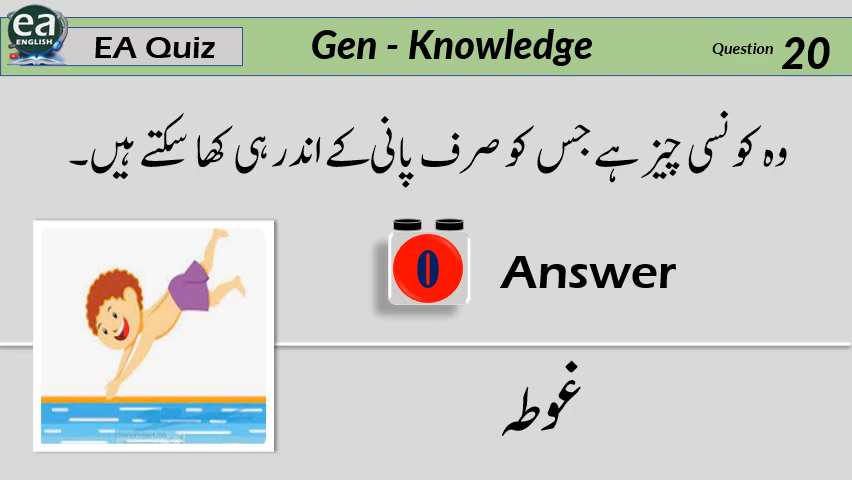 ea
ENGLISH
EA Quiz
Gen - Knowledge
Question 20
وہ کونسی چیز ہے جس کو صرف پانی کے اندر ہی کھا سکتے ہیں۔
0
Answer
غوطہ